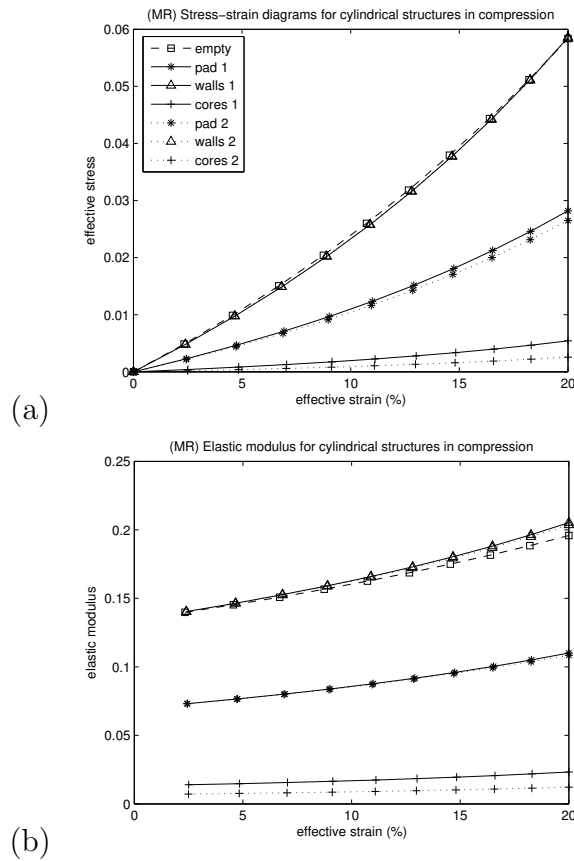 (MR) Stress−strain diagrams for cylindrical structures in compression
0.06
0.05
0.04
0.03
0.02
0.01
0
effective stress
empty
pad 1
walls 1
cores 1
pad 2
walls 2
cores 2
0 5 10 15 20
effective strain (%)
(a)
(MR) Elastic modulus for cylindrical structures in compression
0.25
0.2
0.15
0.1
0.05
0
elastic modulus
0 5 10 15 20
effective strain (%)
(b)